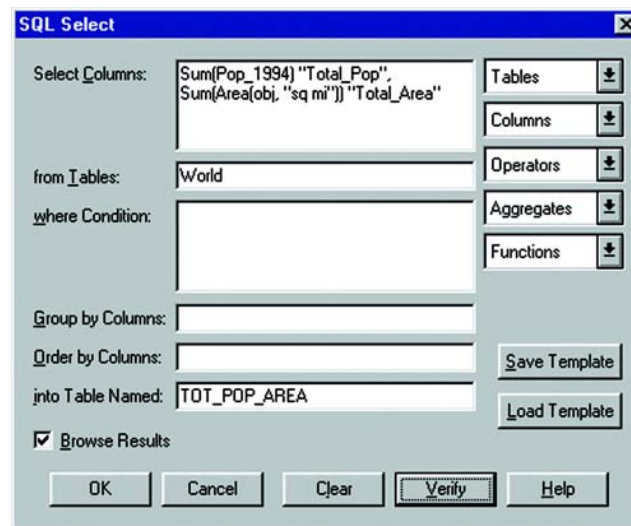 SQL Select
Select Columns:
Sum(Pop_1994) "Total_Pop",
Sum(Area(obj, "sq mi")) "Total_Area"
Tables
Columns
from Tables:
World
Operators
where Condition:
Aggregates
Functions
Group by Columns:
Order by Columns:
Save Template
into Table Named:
TOT_POP_AREA
Load Template
Browse Results
OK
Cancel
Clear
Verify
Help